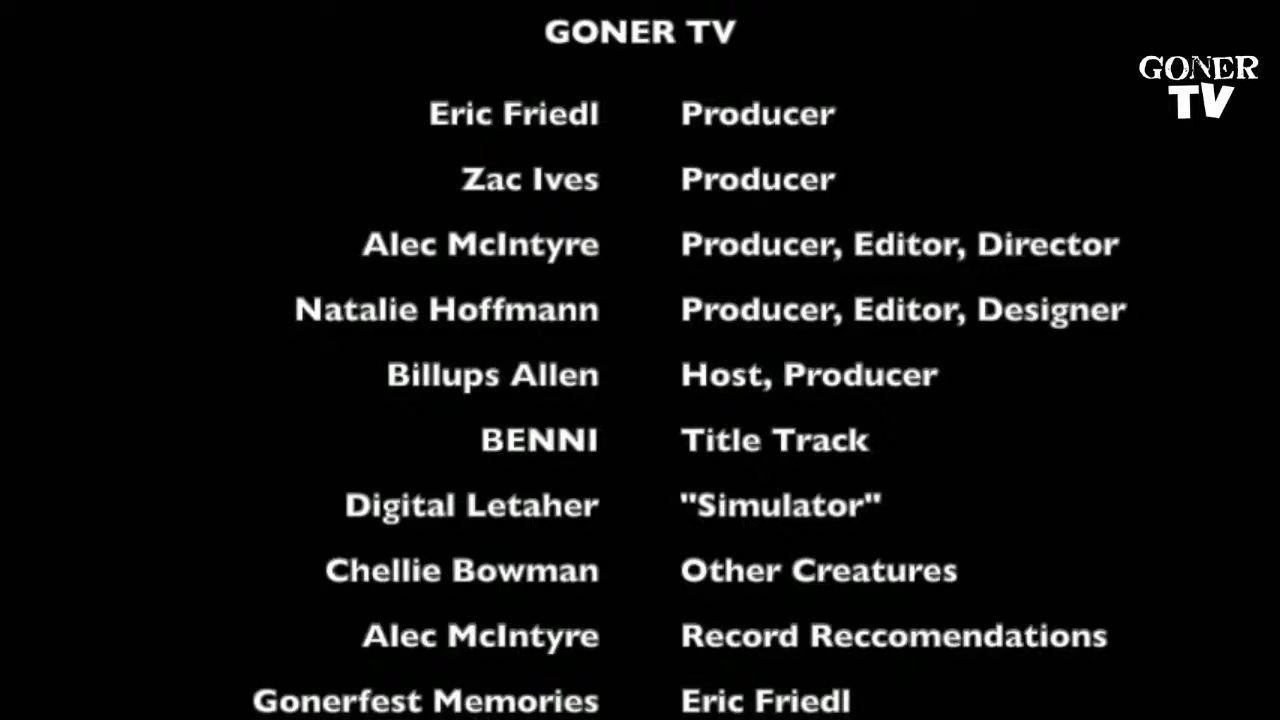 GONER TV
GONER
TV
Eric Friedl Producer
Zac Ives Producer
Alec McIntyre Producer, Editor, Director
Natalie Hoffmann Producer, Editor, Designer
Billups Allen Host, Producer
BENNI Title Track
Digital Letaher "Simulator"
Chellie Bowman Other Creatures
Alec McIntyre Record Reccomendations
Gonerfest Memories Eric Friedl